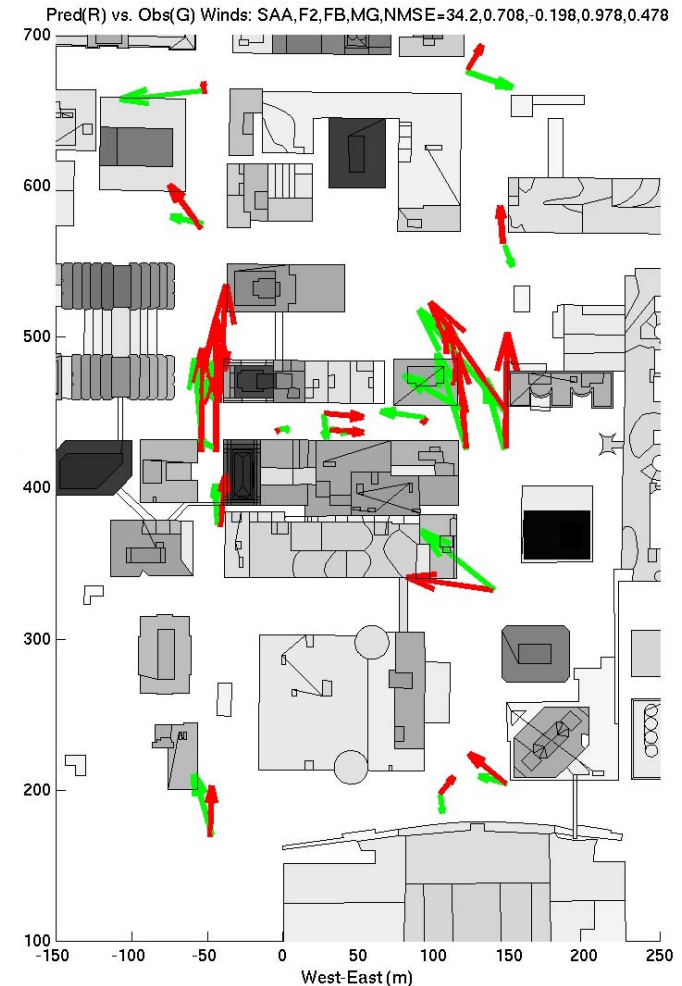 Pred(R) vs. Obs(G) Winds: SAA,F2,FB,MG,NMSE=34.2,0.708,-0.198,0.978,0.478
700
600
500
400
300
200
100
-150 -100 -50 0 50 100 150 200 250
West-East (m)